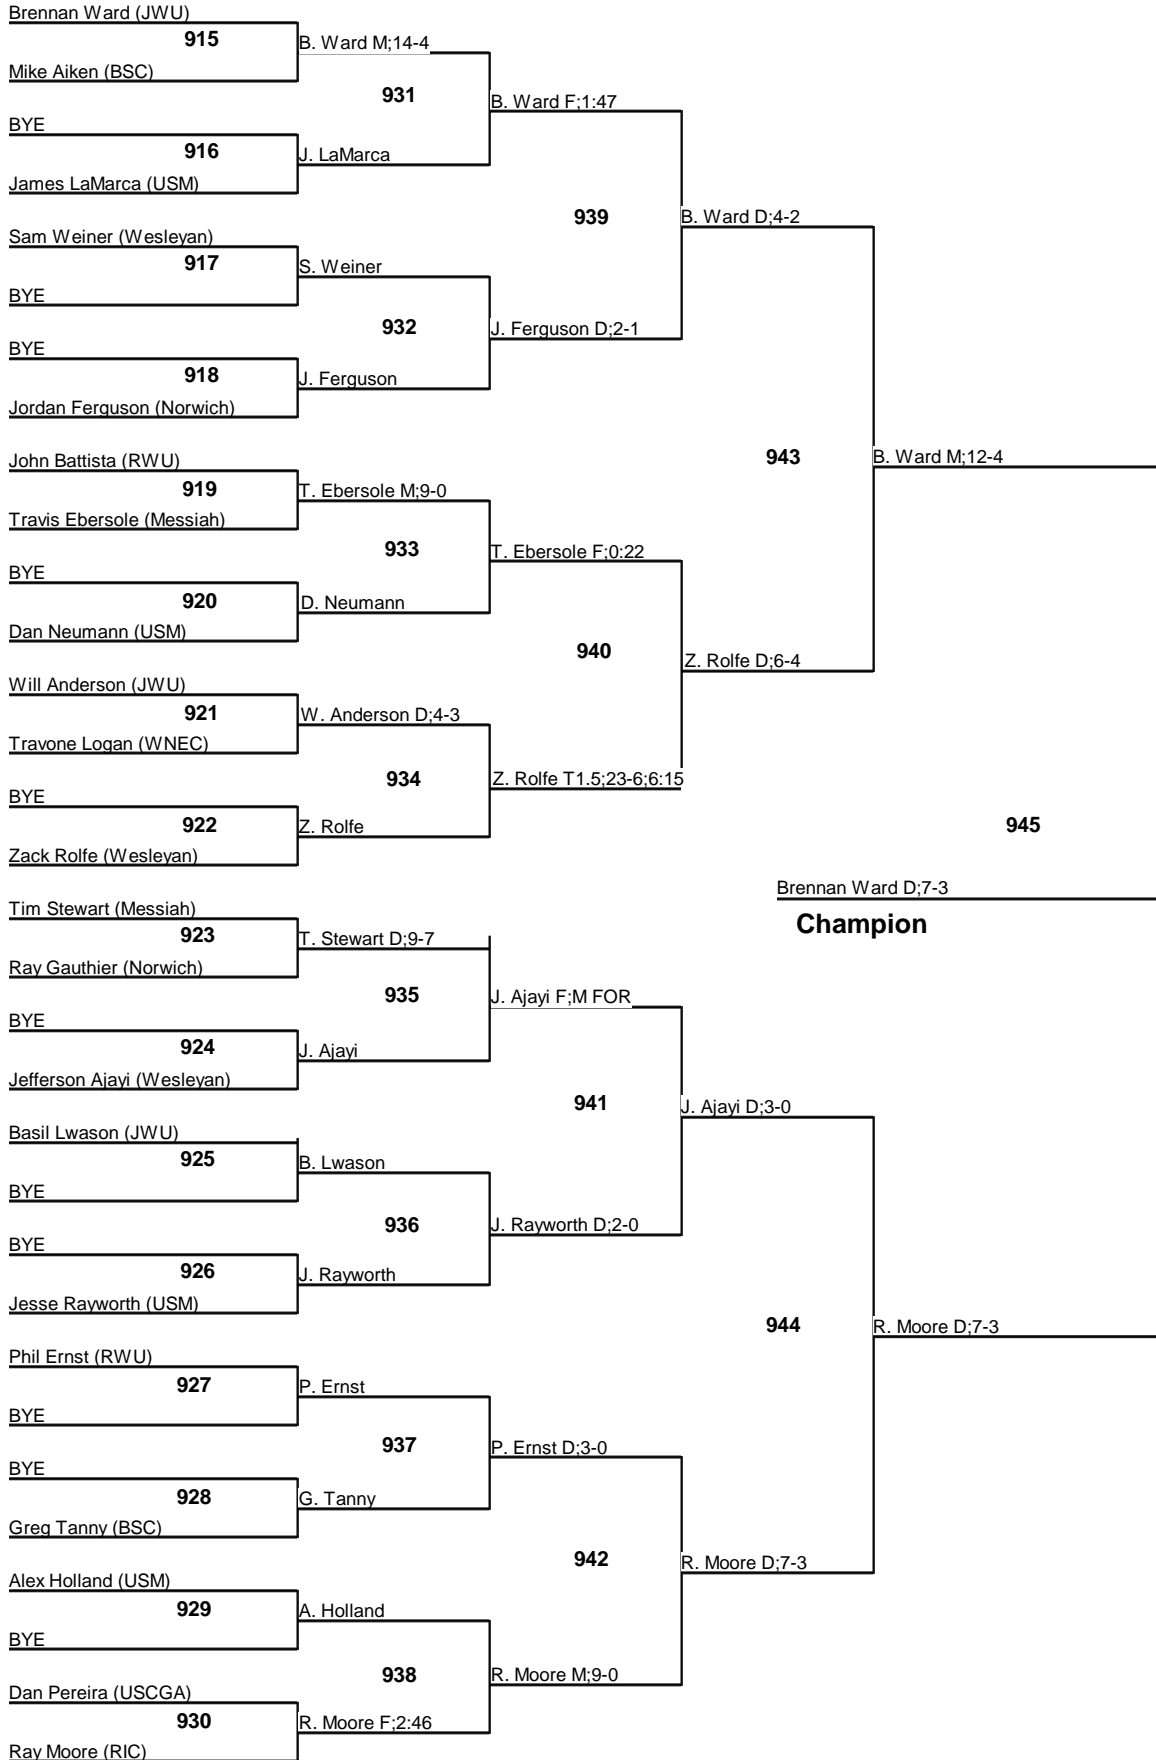 Brennan Ward (JWU)
915
B. Ward M;14-4
Mike Aiken (BSC)
931
B. Ward F;1:47
BYE
916
J. LaMarca
James LaMarca (USM)
939
B. Ward D;4-2
Sam Weiner (Wesleyan)
917
S. Weiner
BYE
932
J. Ferguson D;2-1
BYE
918
J. Ferguson
Jordan Ferguson (Norwich)
943
B. Ward M;12-4
John Battista (RWU)
919
T. Ebersole M;9-0
Travis Ebersole (Messiah)
933
T. Ebersole F;0:22
BYE
920
D. Neumann
Dan Neumann (USM)
940
Z. Rolfe D;6-4
Will Anderson (JWU)
921
W. Anderson D;4-3
Travone Logan (WNEC)
934
Z. Rolfe T1.5;23-6;6:15
BYE
922
Z. Rolfe
Zack Rolfe (Wesleyan)
945
Brennan Ward D;7-3
Champion
Tim Stewart (Messiah)
923
T. Stewart D;9-7
Ray Gauthier (Norwich)
935
J. Ajayi F;M FOR
BYE
924
J. Ajayi
Jefferson Ajayi (Wesleyan)
941
J. Ajayi D;3-0
Basil Lwason (JWU)
925
B. Lwason
BYE
936
J. Rayworth D;2-0
BYE
926
J. Rayworth
Jesse Rayworth (USM)
944
R. Moore D;7-3
Phil Ernst (RWU)
927
P. Ernst
BYE
937
P. Ernst D;3-0
BYE
928
G. Tanny
Greg Tanny (BSC)
942
R. Moore D;7-3
Alex Holland (USM)
929
A. Holland
BYE
938
R. Moore M;9-0
Dan Pereira (USCGA)
930
R. Moore F;2:46
Ray Moore (RIC)